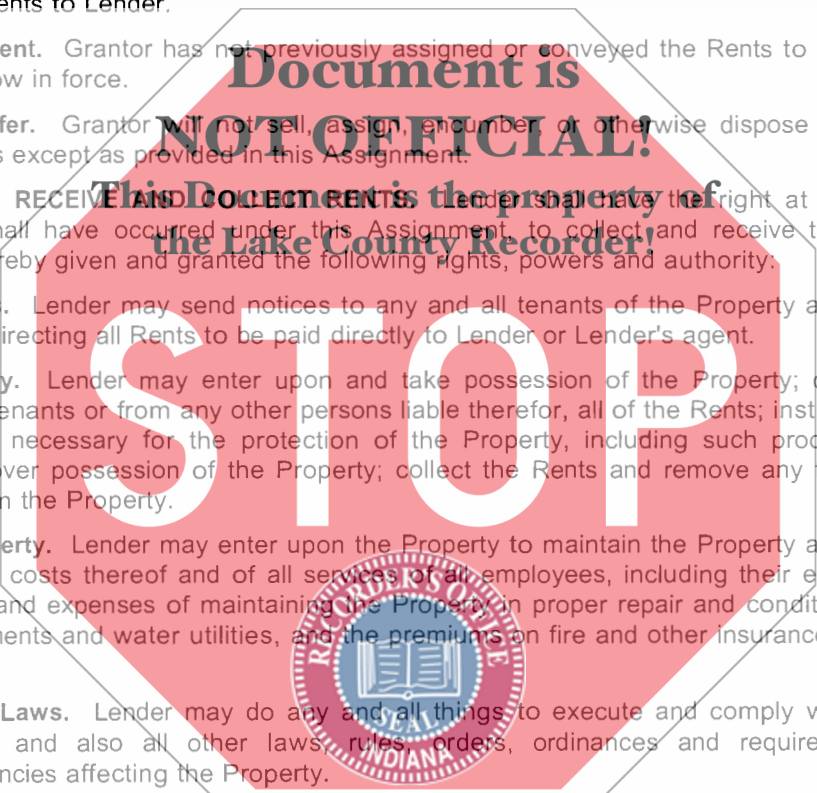 ents to Lender.
ent. Grantor has not previously assigned or conveyed the Rents to
ow in force.
Document is
fer. Grantor will not sell, assign, encumber, or otherwise dispose
NOT OFFICIAL!
s except as provided in this Assignment.
RECEIVE AND COLLECT RENTS. Lender shall have the right at
This Document is the property of
all have occurred under this Assignment, to collect and receive t
the Lake County Recorder!
reby given and granted the following rights, powers and authority:
s. Lender may send notices to any and all tenants of the Property a
irecting all Rents to be paid directly to Lender or Lender's agent.
STOP
y. Lender may enter upon and take possession of the Property; c
enants or from any other persons liable therefor, all of the Rents; inst
necessary for the protection of the Property, including such proc
over possession of the Property; collect the Rents and remove any t
n the Property.
erty. Lender may enter upon the Property to maintain the Property a
costs thereof and of all services of all employees, including their e
and expenses of maintaining the Property in proper repair and condit
ments and water utilities, and the premiums on fire and other insuranc
RECORDER'S OFFICE
SEAL
INDIANA
Laws. Lender may do any and all things to execute and comply w
and also all other laws, rules, orders, ordinances and require
ncies affecting the Property.